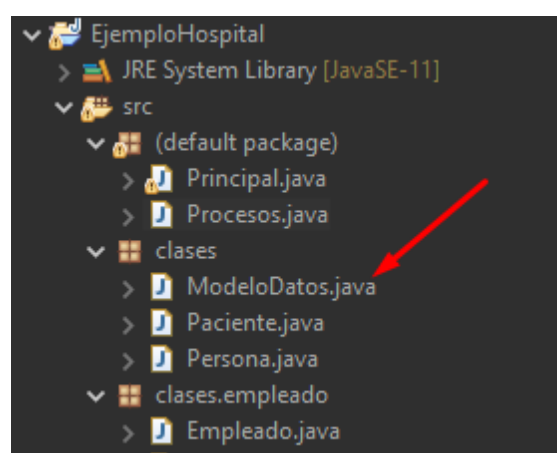 EjemploHospital
JRE System Library [JavaSE-11]
src
(default package)
Principal.java
Procesos.java
clases
ModeloDatos.java
Paciente.java
Persona.java
clases.empleado
Empleado.java